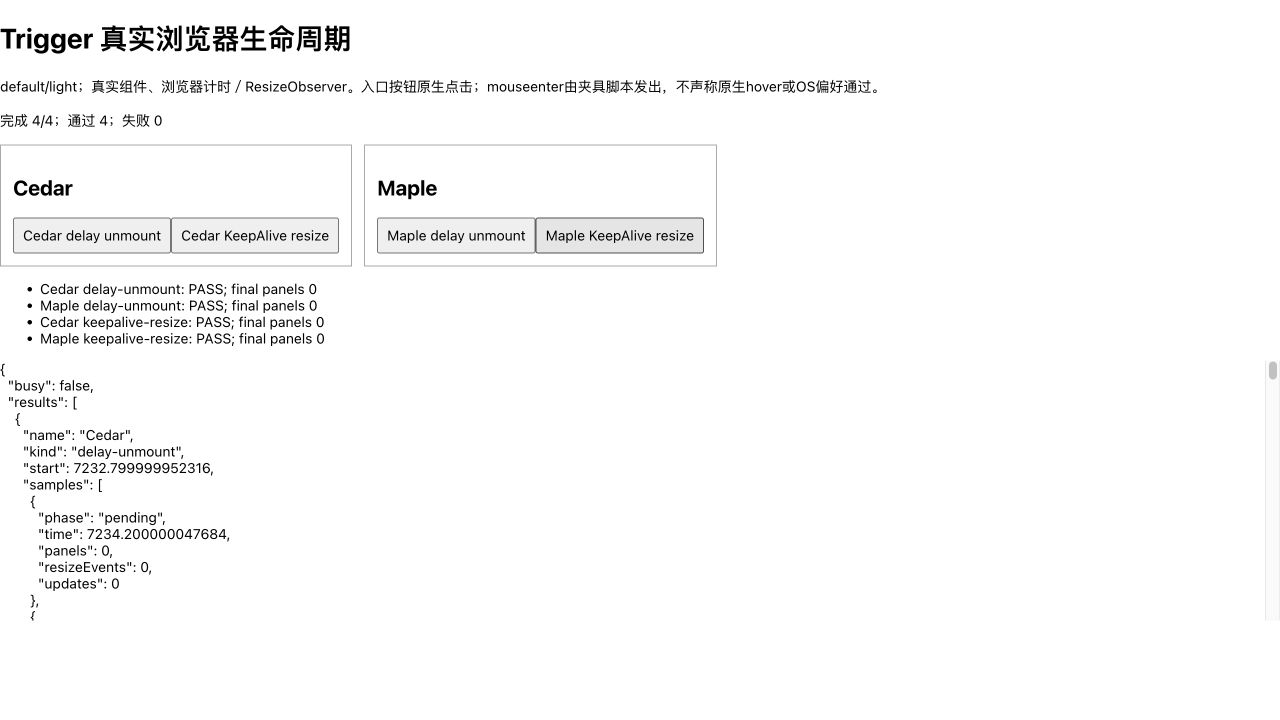 Trigger 真实浏览器生命周期
default/light；真实组件、浏览器计时 / ResizeObserver。入口按钮原生点击；mouseenter由夹具脚本发出，不声称原生hover或OS偏好通过。
完成 4/4；通过 4；失败 0
Cedar
Cedar delay unmount
Cedar KeepAlive resize
Maple
Maple delay unmount
Maple KeepAlive resize
• Cedar delay-unmount: PASS; final panels 0
• Maple delay-unmount: PASS; final panels 0
• Cedar keepalive-resize: PASS; final panels 0
• Maple keepalive-resize: PASS; final panels 0
{
"busy": false,
"results": [
{
"name": "Cedar",
"kind": "delay-unmount",
"start": 7232.799999952316,
"samples": [
{
"phase": "pending",
"time": 7234.200000047684,
"panels": 0,
"resizeEvents": 0,
"updates": 0
},
{